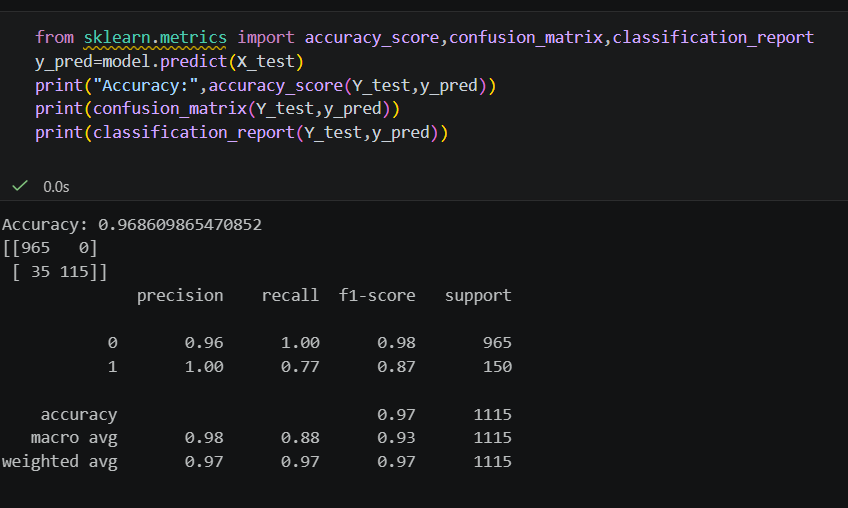 from sklearn.metrics import accuracy_score,confusion_matrix,classification_report
y_pred=model.predict(X_test)
print("Accuracy:",accuracy_score(Y_test,y_pred))
print(confusion_matrix(Y_test,y_pred))
print(classification_report(Y_test,y_pred))
0.0s
Accuracy: 0.968609865470852
[[965   0]
 [ 35 115]]
              precision    recall  f1-score   support

           0       0.96      1.00      0.98       965
           1       1.00      0.77      0.87       150

    accuracy                           0.97      1115
   macro avg       0.98      0.88      0.93      1115
weighted avg       0.97      0.97      0.97      1115